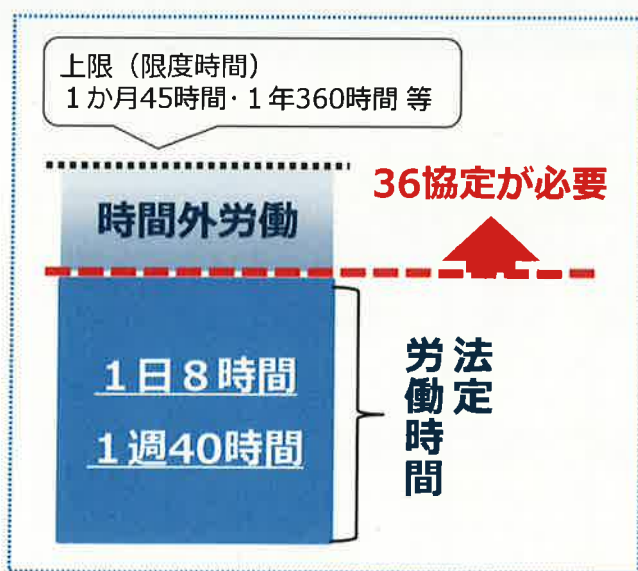 上限（限度時間）
１か月45時間・１年360時間 等
36協定が必要
時間外労働
１日８時間
１週40時間
法定
労働時間